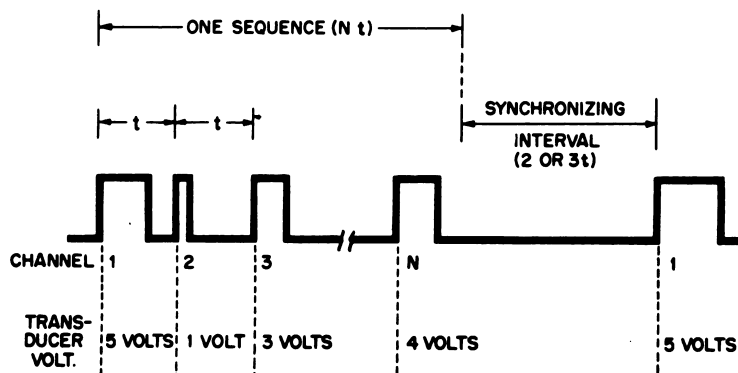 ONE SEQUENCE (N t)
t t
SYNCHRONIZING
INTERVAL
(2 OR 3t)
CHANNEL 1 2 3 N 1
TRANS-
DUCER
VOLT. 5 VOLTS 1 VOLT 3 VOLTS 4 VOLTS 5 VOLTS